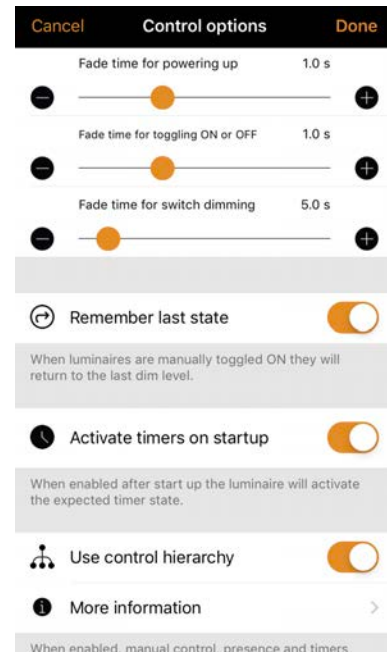 Cancel Control options Done
Fade time for powering up 1.0 s
Fade time for toggling ON or OFF 1.0 s
Fade time for switch dimming 5.0 s
Remember last state
When luminaires are manually toggled ON they will
return to the last dim level.
Activate timers on startup
When enabled after start up the luminaire will activate
the expected timer state.
Use control hierarchy
More information
When enabled, manual control, presence and timers